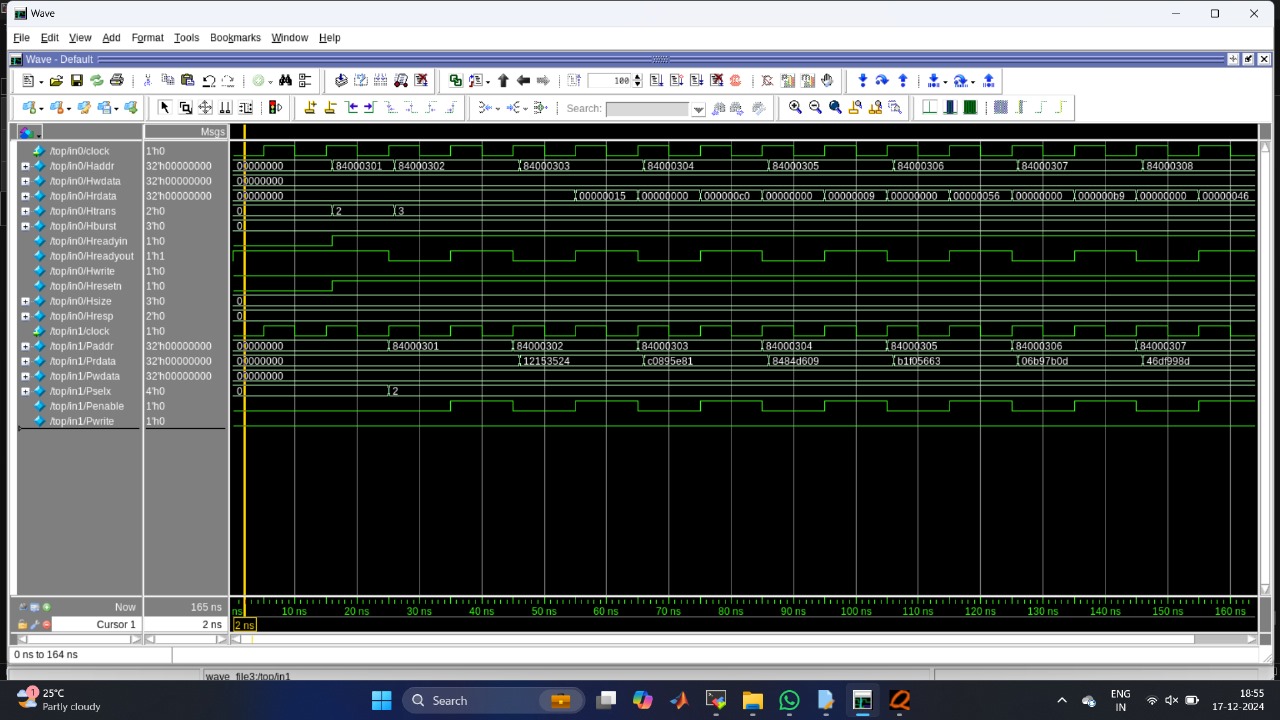 Wave
File Edit View Add Format Tools Bookmarks Window Help
Wave - Default
100
Search:
Msgs
/top/in0/clock 1'h0
/top/in0/Haddr 32'h00000000 00000000 84000301 84000302 84000303 84000304 84000305 84000306 84000307 84000308
/top/in0/Hwdata 32'h00000000 00000000
/top/in0/Hrdata 32'h00000000 00000000 00000015 00000000 000000c0 00000000 00000009 00000000 00000056 00000000 000000b9 00000000 00000046
/top/in0/Htrans 2'h0 0 2 3
/top/in0/Hburst 3'h0 0
/top/in0/Hreadyin 1'h0
/top/in0/Hreadyout 1'h1
/top/in0/Hwrite 1'h0
/top/in0/Hresetn 1'h0
/top/in0/Hsize 3'h0 0
/top/in0/Hresp 2'h0 0
/top/in1/clock 1'h0
/top/in1/Paddr 32'h00000000 00000000 84000301 84000302 84000303 84000304 84000305 84000306 84000307
/top/in1/Prdata 32'h00000000 00000000 12153524 c0895e81 8484d609 b1f05663 06b97b0d 46df998d
/top/in1/Pwdata 32'h00000000 00000000
/top/in1/Pselx 4'h0 0 2
/top/in1/Penable 1'h0
/top/in1/Pwrite 1'h0
Now 165 ns ns 10 ns 20 ns 30 ns 40 ns 50 ns 60 ns 70 ns 80 ns 90 ns 100 ns 110 ns 120 ns 130 ns 140 ns 150 ns 160 ns
Cursor 1 2 ns 2 ns
0 ns to 164 ns
wave_file3:/top/in1
1
25°C
Partly cloudy
Search
ENG
IN
18:55
17-12-2024